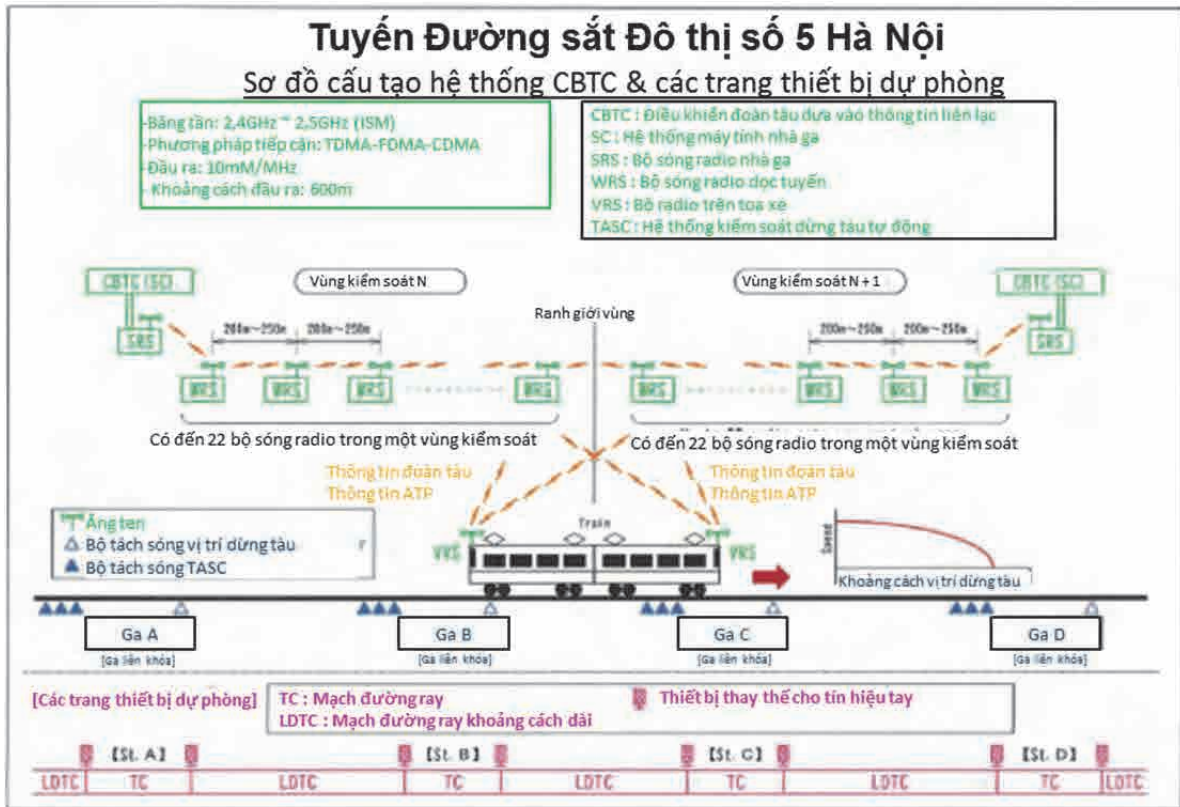 Tuyến Đường sắt Đô thị số 5 Hà Nội
Sơ đồ cấu tạo hệ thống CBTC & các trang thiết bị dự phòng
-Băng tần: 2,4GHz ~ 2,5GHz (ISM)
-Phương pháp tiếp cận: TDMA-FDMA-CDMA
-Đầu ra: 10mM/MHz
- Khoảng cách đầu ra: 600m
CBTC : Điều khiển đoàn tàu dựa vào thông tin liên lạc
SC : Hệ thống máy tính nhà ga
SRS : Bộ sóng radio nhà ga
WRS : Bộ sóng radio dọc tuyến
VRS : Bộ radio trên toa xe
TASC : Hệ thống kiểm soát dừng tàu tự động
CBTC (SC)
Vùng kiểm soát N
Vùng kiểm soát N + 1
CBTC (SC)
Ranh giới vùng
SRS
200m~250m
200m~250m
200m~250m
200m~250m
SRS
WRS
WRS
WRS
WRS
WRS
WRS
WRS
WRS
Có đến 22 bộ sóng radio trong một vùng kiểm soát
Có đến 22 bộ sóng radio trong một vùng kiểm soát
Thông tin đoàn tàu
Thông tin ATP
Thông tin đoàn tàu
Thông tin ATP
Ăng ten
Bộ tách sóng vị trí dừng tàu
Bộ tách sóng TASC
VRS
Train
VRS
Speed
Khoảng cách vị trí dừng tàu
Ga A
Ga B
Ga C
Ga D
[Ga liên khóa]
[Ga liên khóa]
[Ga liên khóa]
[Ga liên khóa]
[Các trang thiết bị dự phòng]
TC : Mạch đường ray
Thiết bị thay thế cho tín hiệu tay
LDTC : Mạch đường ray khoảng cách dài
[St. A]
[St. B]
[St. C]
[St. D]
LDTC
TC
LDTC
TC
LDTC
TC
LDTC
TC
LDTC